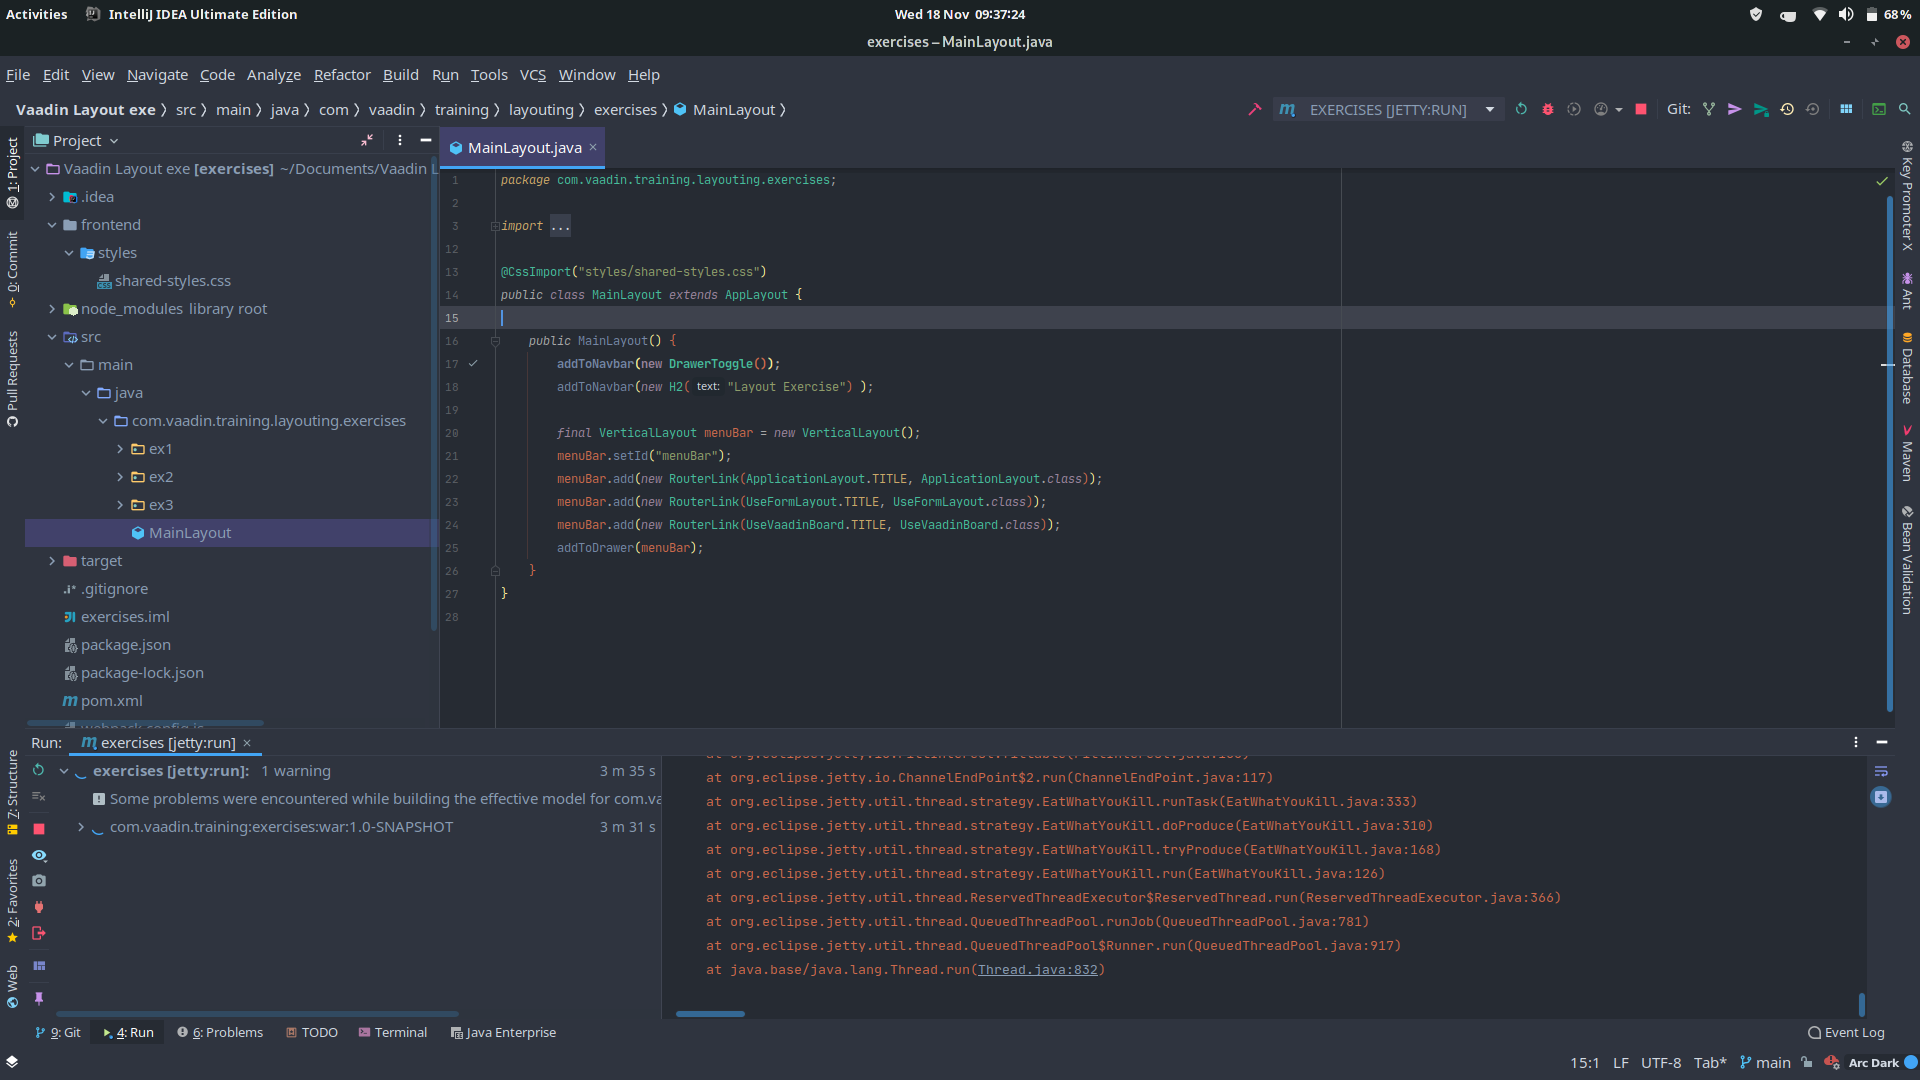 Activities IntelliJ IDEA Ultimate Edition Wed 18 Nov 09:37:24 68 %
exercises – MainLayout.java
File Edit View Navigate Code Analyze Refactor Build Run Tools VCS Window Help
Vaadin Layout exe src main java com vaadin training layouting exercises MainLayout EXERCISES [JETTY:RUN] Git:
Project
MainLayout.java
1: Project
0: Commit
Pull Requests
7: Structure
2: Favorites
Web
Vaadin Layout exe [exercises] ~/Documents/Vaadin L
.idea
frontend
styles
shared-styles.css
node_modules library root
src
main
java
com.vaadin.training.layouting.exercises
ex1
ex2
ex3
MainLayout
target
.gitignore
exercises.iml
package.json
package-lock.json
pom.xml
1 package com.vaadin.training.layouting.exercises;
2
3 import ...
12
13 @CssImport("styles/shared-styles.css")
14 public class MainLayout extends AppLayout {
15
16 public MainLayout() {
17 addToNavbar(new DrawerToggle());
18 addToNavbar(new H2( text: "Layout Exercise") );
19
20 final VerticalLayout menuBar = new VerticalLayout();
21 menuBar.setId("menuBar");
22 menuBar.add(new RouterLink(ApplicationLayout.TITLE, ApplicationLayout.class));
23 menuBar.add(new RouterLink(UseFormLayout.TITLE, UseFormLayout.class));
24 menuBar.add(new RouterLink(UseVaadinBoard.TITLE, UseVaadinBoard.class));
25 addToDrawer(menuBar);
26 }
27 }
28
Key Promoter X
Ant
Database
Maven
Bean Validation
Run: exercises [jetty:run]
exercises [jetty:run]: 1 warning 3 m 35 s
Some problems were encountered while building the effective model for com.va
com.vaadin.training:exercises:war:1.0-SNAPSHOT 3 m 31 s
at org.eclipse.jetty.io.ChannelEndPoint$2.run(ChannelEndPoint.java:117)
at org.eclipse.jetty.util.thread.strategy.EatWhatYouKill.runTask(EatWhatYouKill.java:333)
at org.eclipse.jetty.util.thread.strategy.EatWhatYouKill.doProduce(EatWhatYouKill.java:310)
at org.eclipse.jetty.util.thread.strategy.EatWhatYouKill.tryProduce(EatWhatYouKill.java:168)
at org.eclipse.jetty.util.thread.strategy.EatWhatYouKill.run(EatWhatYouKill.java:126)
at org.eclipse.jetty.util.thread.ReservedThreadExecutor$ReservedThread.run(ReservedThreadExecutor.java:366)
at org.eclipse.jetty.util.thread.QueuedThreadPool.runJob(QueuedThreadPool.java:781)
at org.eclipse.jetty.util.thread.QueuedThreadPool$Runner.run(QueuedThreadPool.java:917)
at java.base/java.lang.Thread.run(Thread.java:832)
9: Git 4: Run 6: Problems TODO Terminal Java Enterprise Event Log
15:1 LF UTF-8 Tab* main Arc Dark